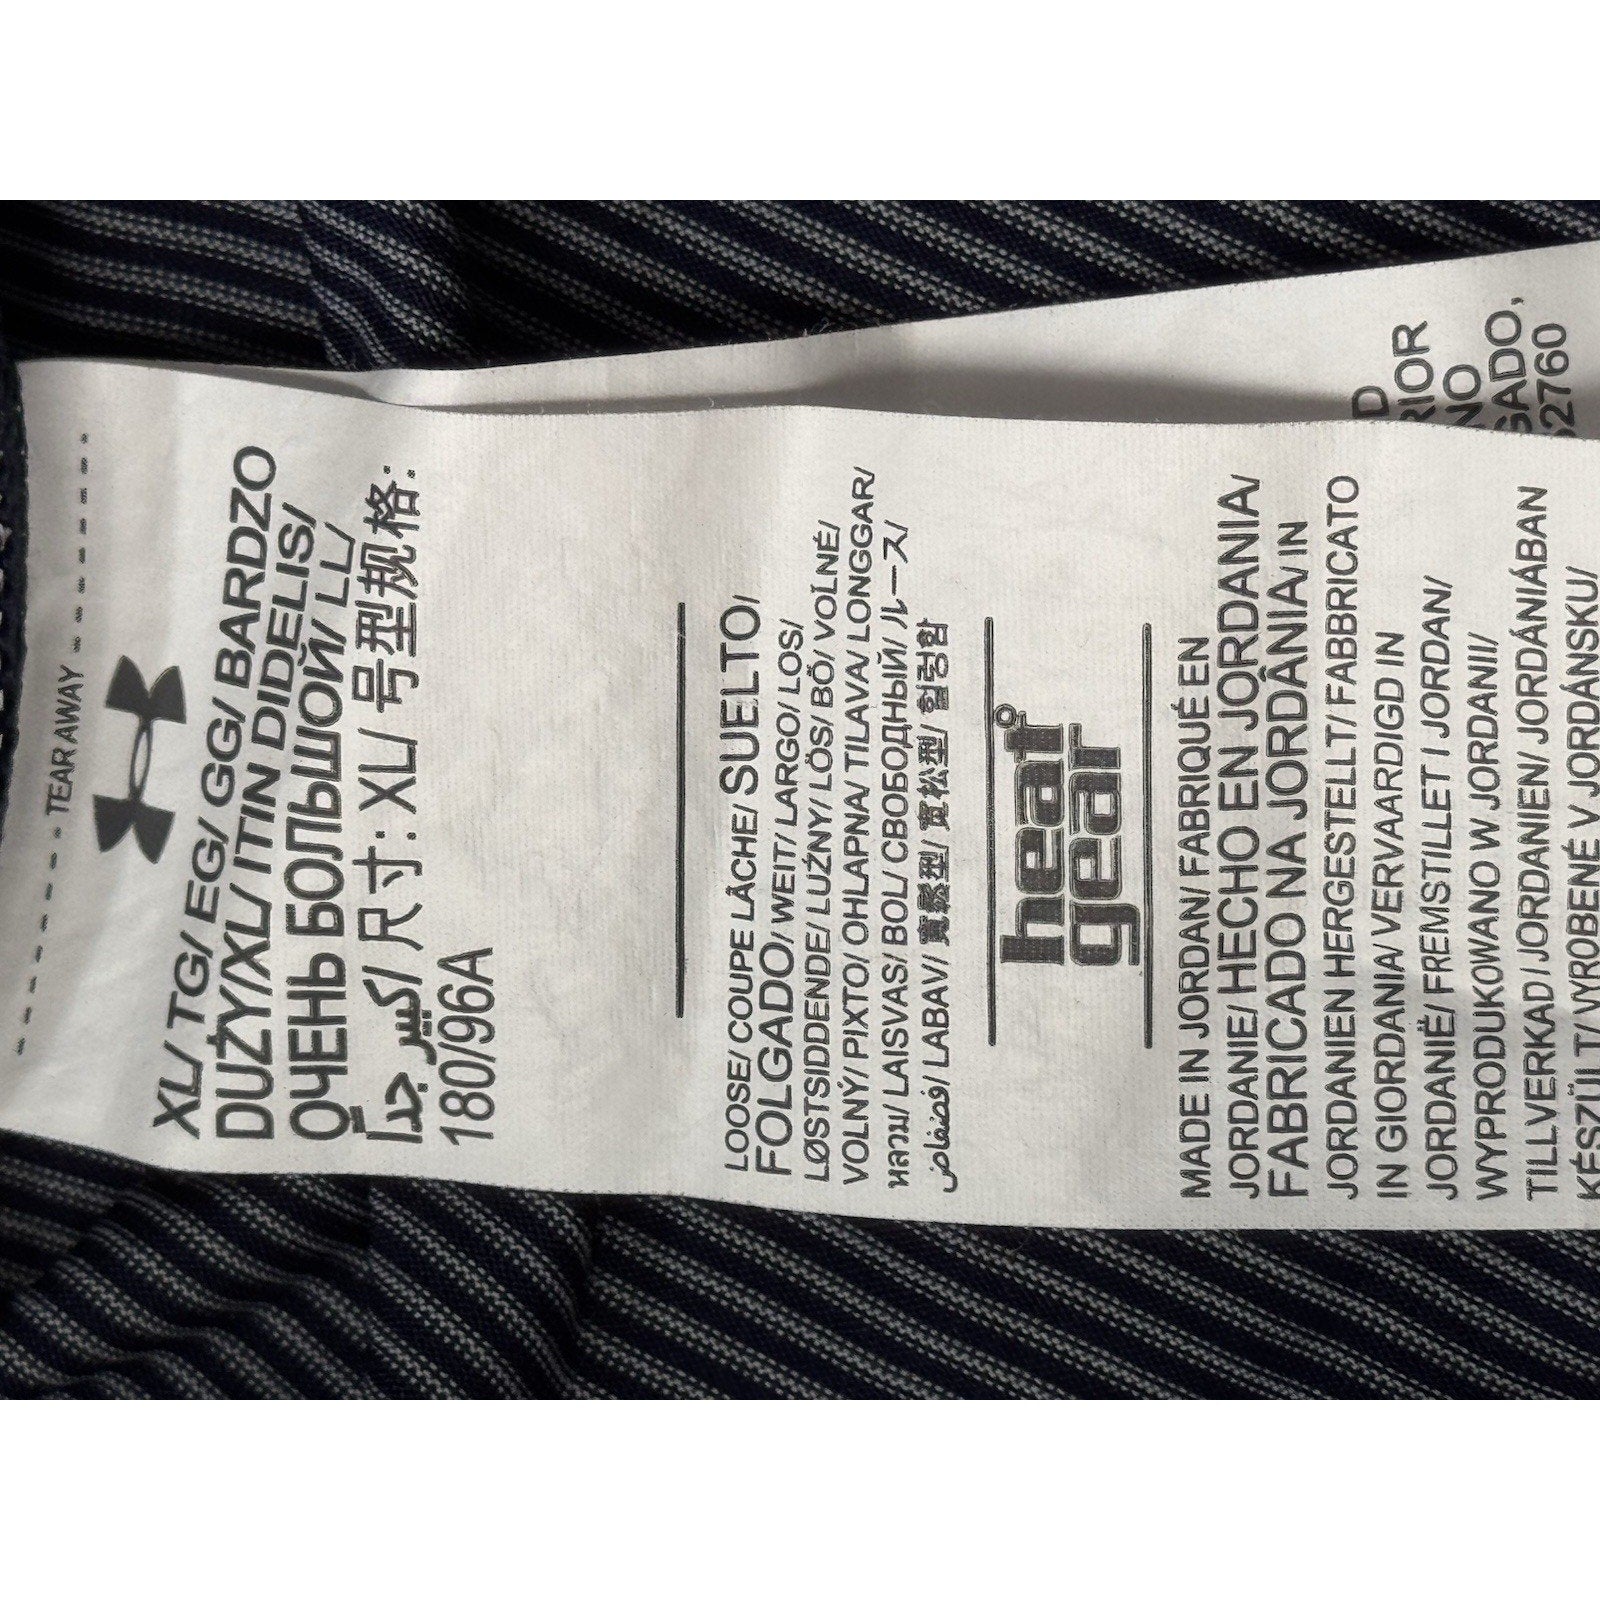 TEAR AWAY
XL/ TG/ EG/ GG/ BARDZO
DUŻY/XL/ ITIN DIDELIS/
ОЧЕНЬ БОЛЬШОЙ/ LL/
اكبير جدا/ 尺寸: XL/ 号型规格:
180/96A
LOOSE/ COUPE LÂCHE/ SUELTO/
FOLGADO/ WEIT/ LARGO/ LOS/
LØSTSIDDENDE/ LUŹNY/ LÖS/ BŐ/ VOĽNÉ/
VOLNÝ/ PIXTO/ OHLAPNA/ TILAVA/ LONGGAR/
หลวม/ LAISVAS/ BOL/ СВОБОДНЫЙ/ ルース/
فضفاض/ LABAV/ 寬鬆型/ 宽松型/ 헐렁함
heat
gear
MADE IN JORDAN/ FABRIQUÉ EN
JORDANIE/ HECHO EN JORDANIA/
FABRICADO NA JORDÂNIA/ IN
JORDANIEN HERGESTELLT/ FABBRICATO
IN GIORDANIA/ VERVAARDIGD IN
JORDANIË/ FREMSTILLET I JORDAN/
WYPRODUKOWANO W JORDANII/
TILLVERKAD I JORDANIEN/ JORDÁNIÁBAN
KÉSZÜLT/ VYROBENÉ V JORDÁNSKU/